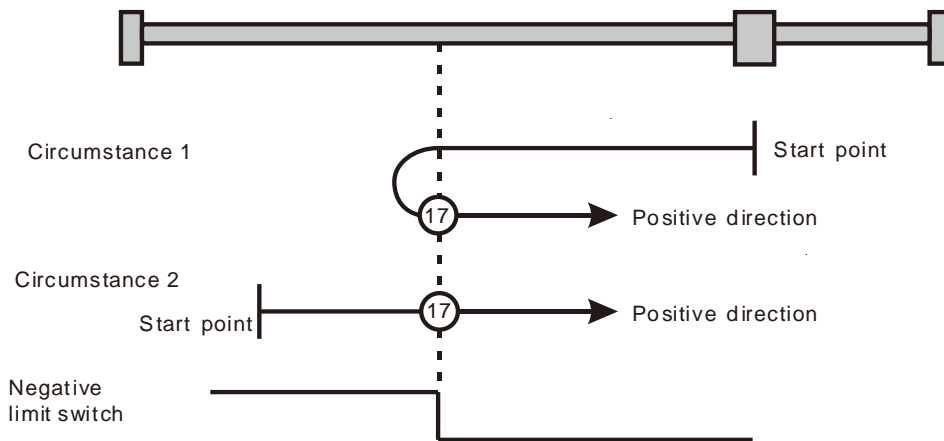 Circumstance 1
Start point
17
Positive direction
Circumstance 2
Start point
17
Positive direction
Negative
limit switch